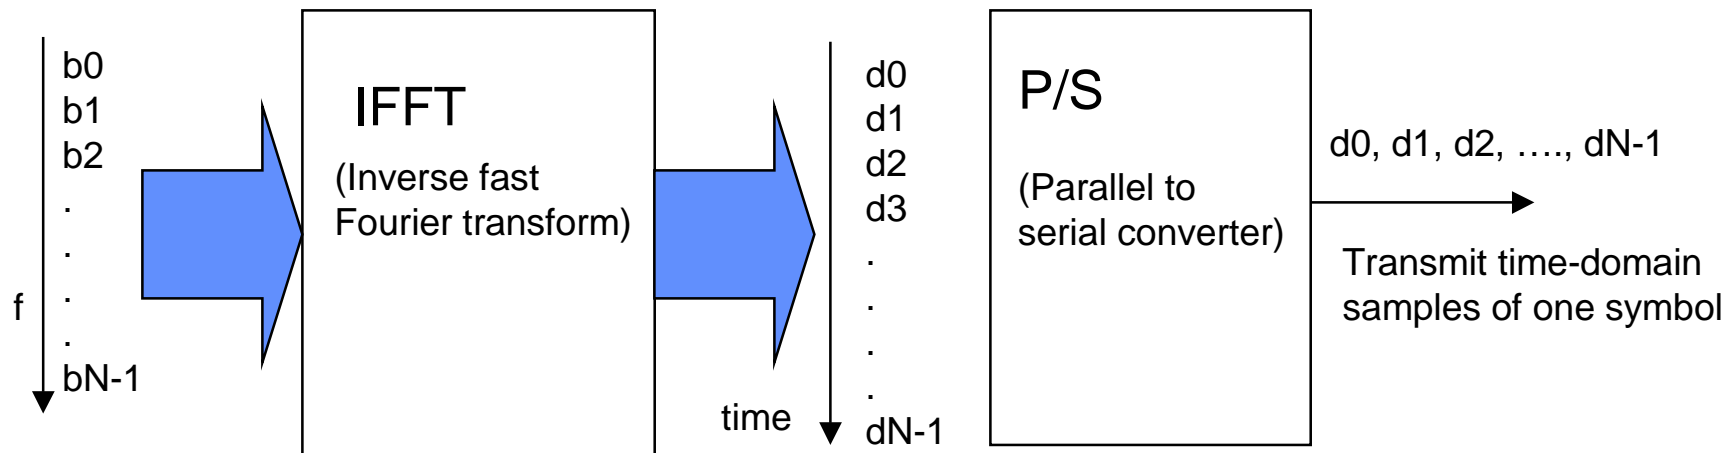 f
b0
b1
b2
.
.
.
.
bN-1
IFFT
(Inverse fast
Fourier transform)
time
d0
d1
d2
d3
.
.
.
.
dN-1
P/S
(Parallel to
serial converter)
d0, d1, d2, …., dN-1
Transmit time-domain
samples of one symbol